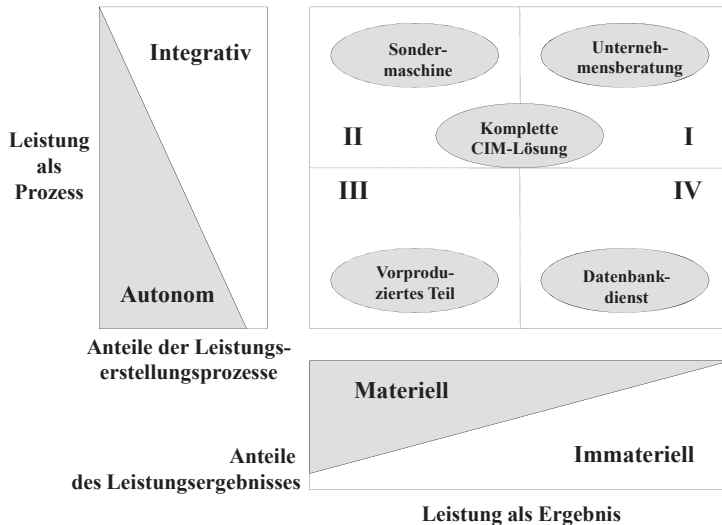 Integrativ
Leistung
als
Prozess
Autonom
Anteile der Leistungs-
erstellungsprozesse
Sonder-
maschine
Unterneh-
mensberatung
II
Komplette
CIM-Lösung
I
III
IV
Vorprodu-
ziertes Teil
Datenbank-
dienst
Materiell
Immateriell
Anteile
des Leistungsergebnisses
Leistung als Ergebnis